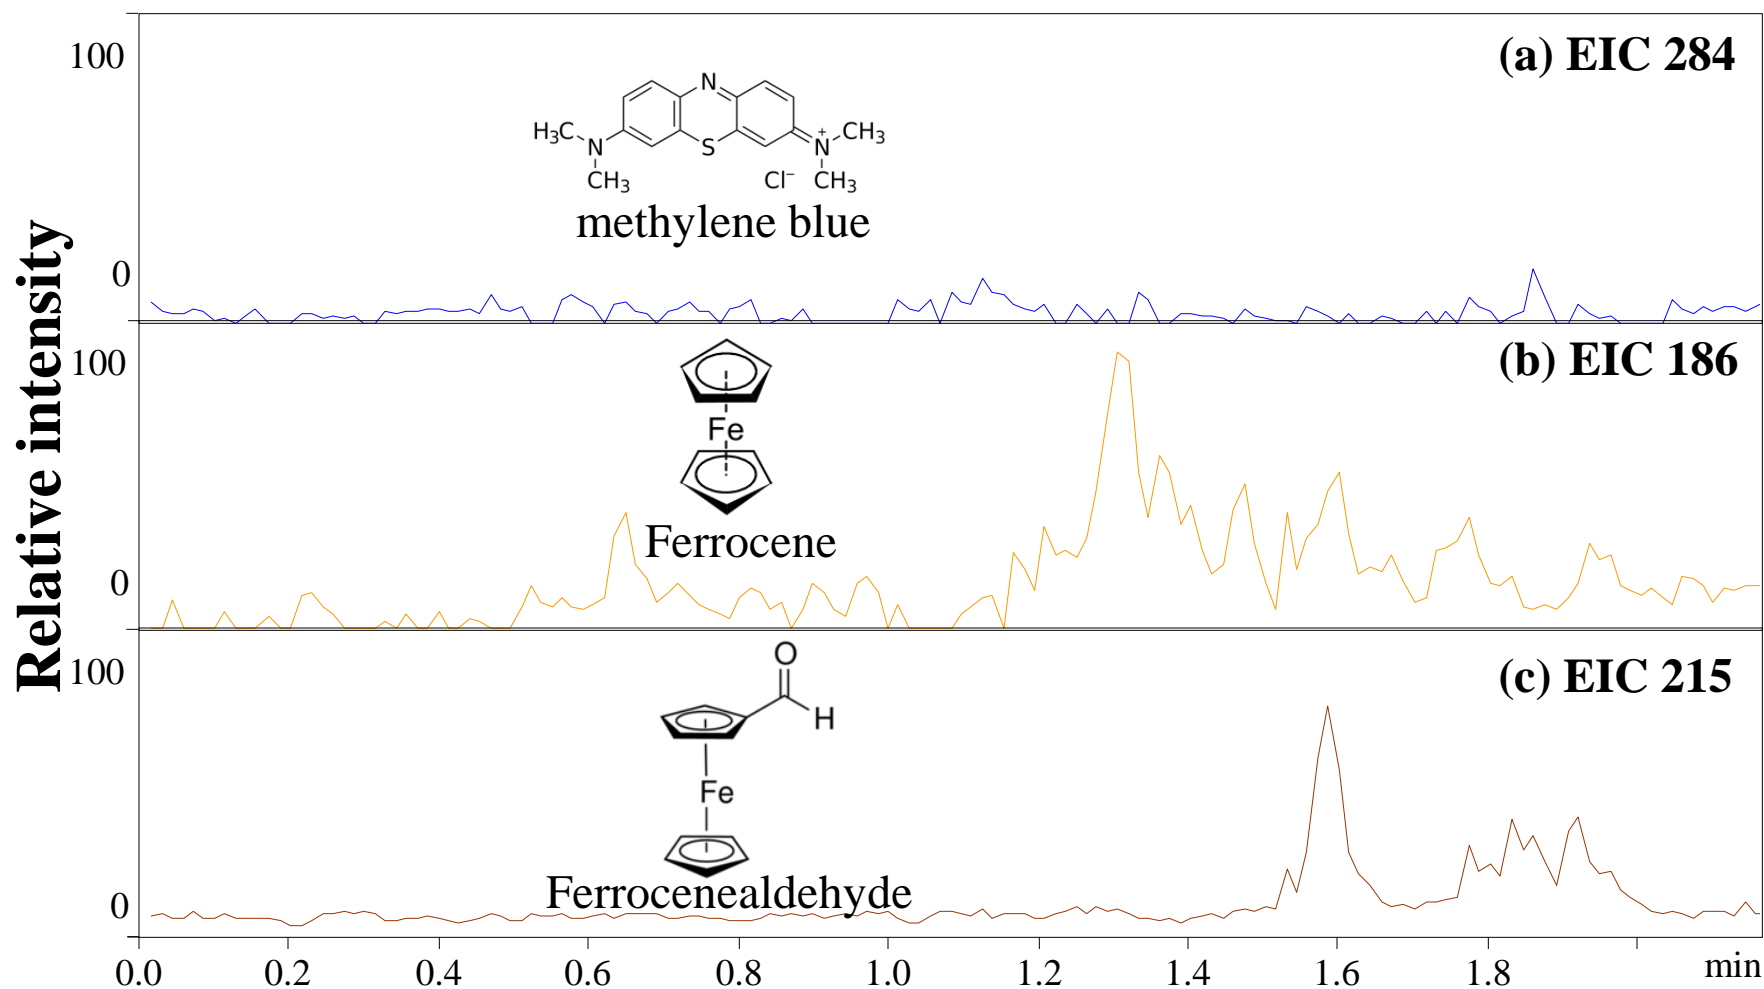 Relative intensity
100
(a) EIC 284
N
H₃C
N
CH₃
S
Cl⁻
N⁺
CH₃
CH₃
methylene blue
0
100
(b) EIC 186
Fe
Ferrocene
0
100
(c) EIC 215
O
H
Fe
Ferrocenealdehyde
0
0.0 0.2 0.4 0.6 0.8 1.0 1.2 1.4 1.6 1.8 min